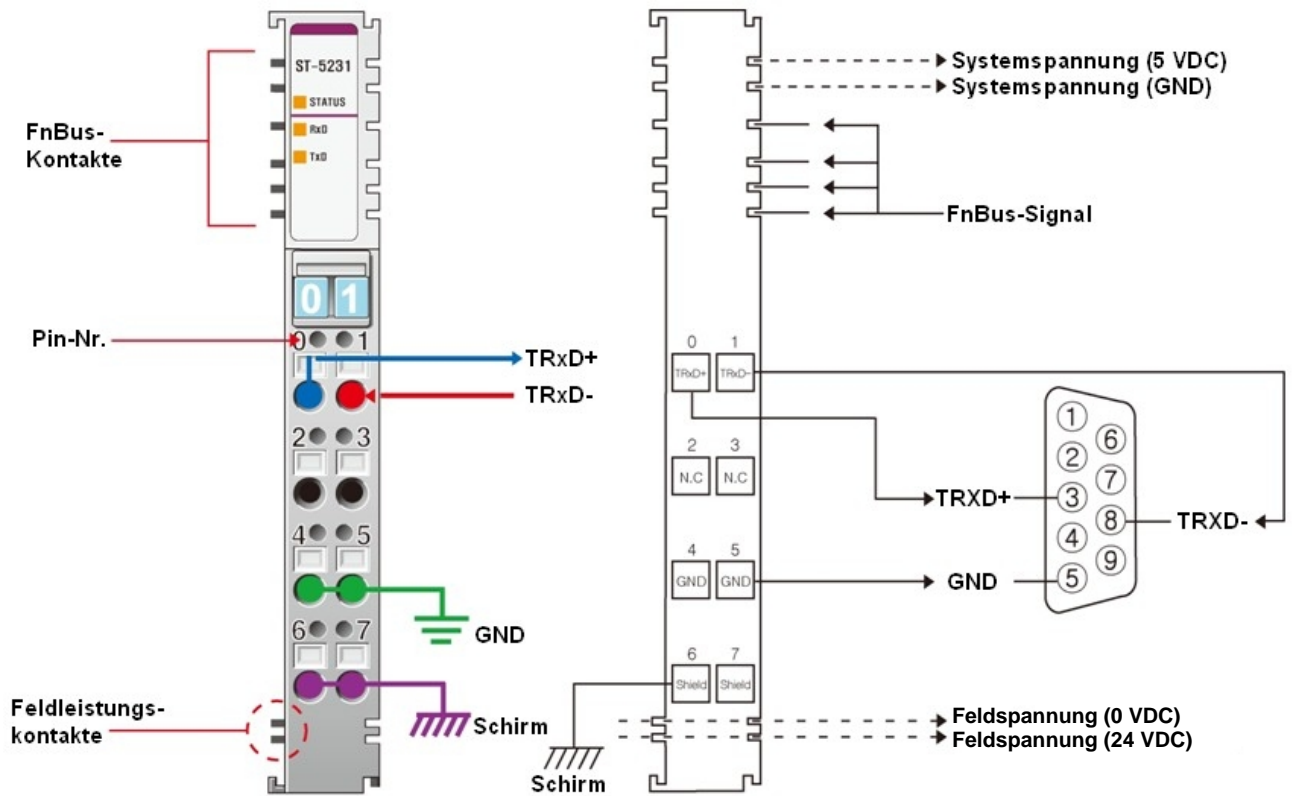 ST-5231
STATUS
RxD
TxD
FnBus-
Kontakte
01
Pin-Nr.
0 1
TRxD+
TRxD-
2 3
4 5
GND
6 7
Feldleistungs-
kontakte
Schirm
Systemspannung (5 VDC)
Systemspannung (GND)
FnBus-Signal
0 1
TRxD+ TRxD-
2 3
N.C N.C
4 5
GND GND
6 7
Shield Shield
TRXD+
GND
TRXD-
1
2
3
4
5
6
7
8
9
Feldspannung (0 VDC)
Feldspannung (24 VDC)
Schirm